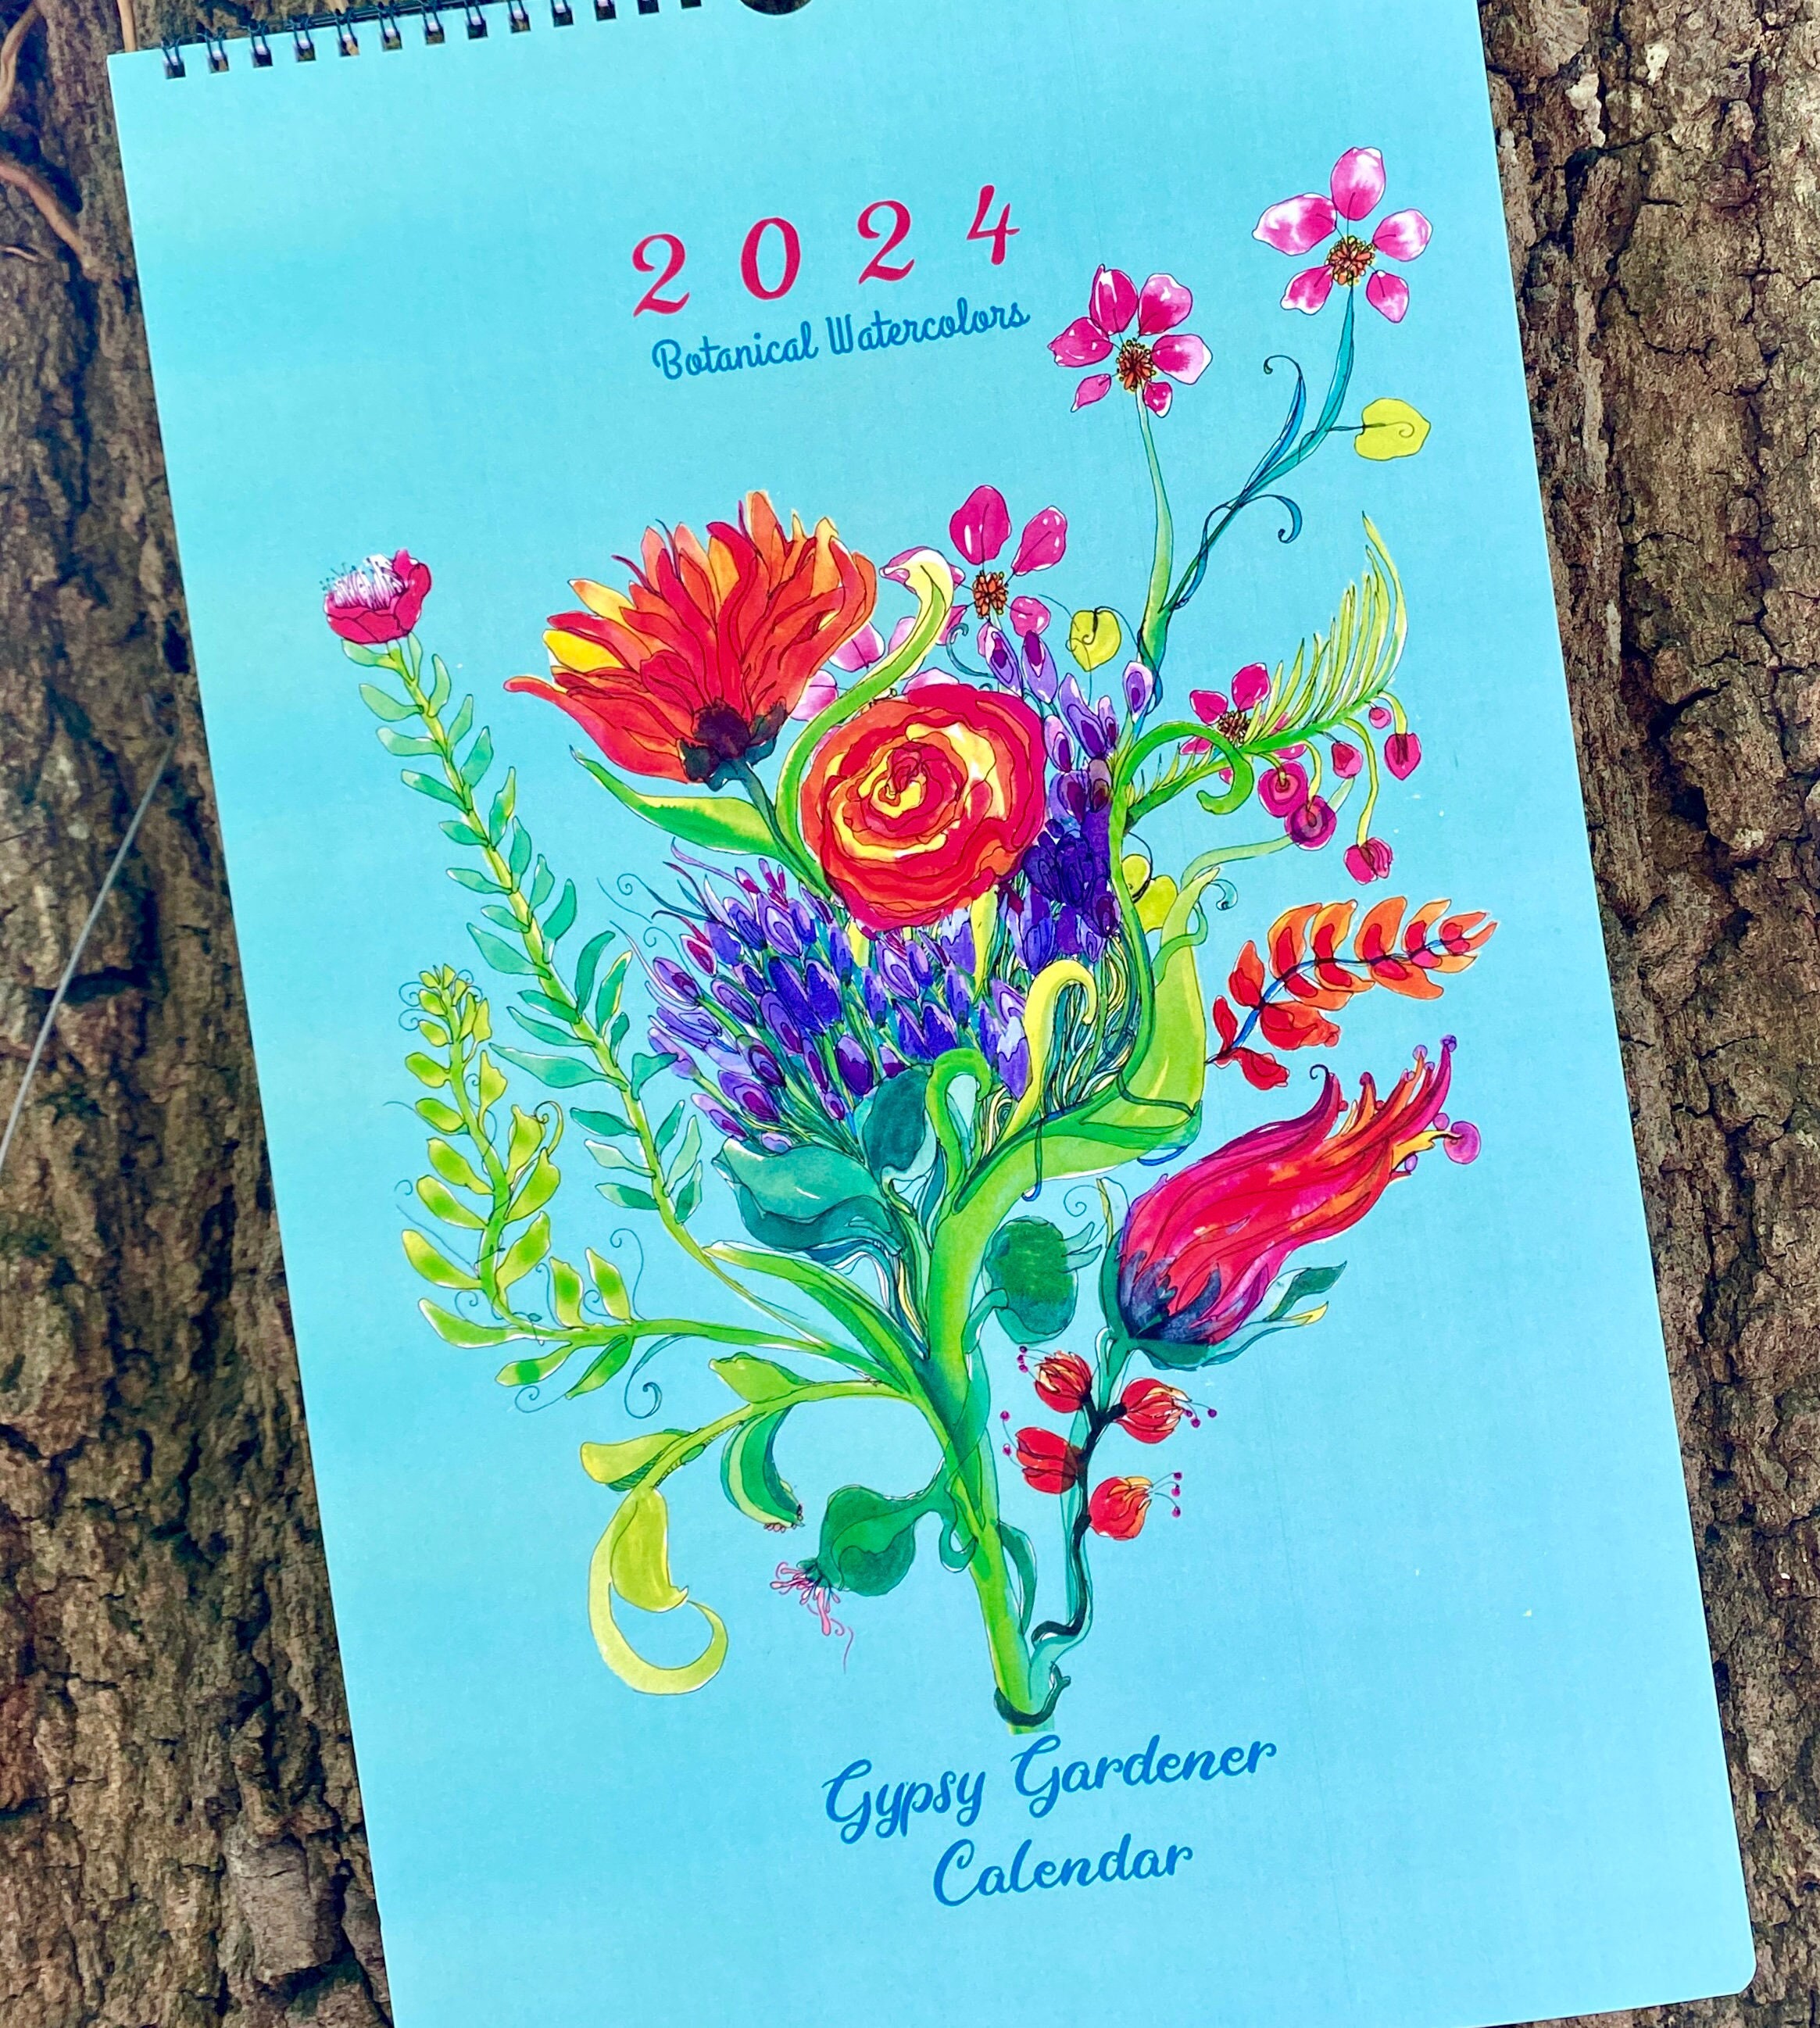 2024
Botanical Watercolors
Gypsy Gardener
Calendar